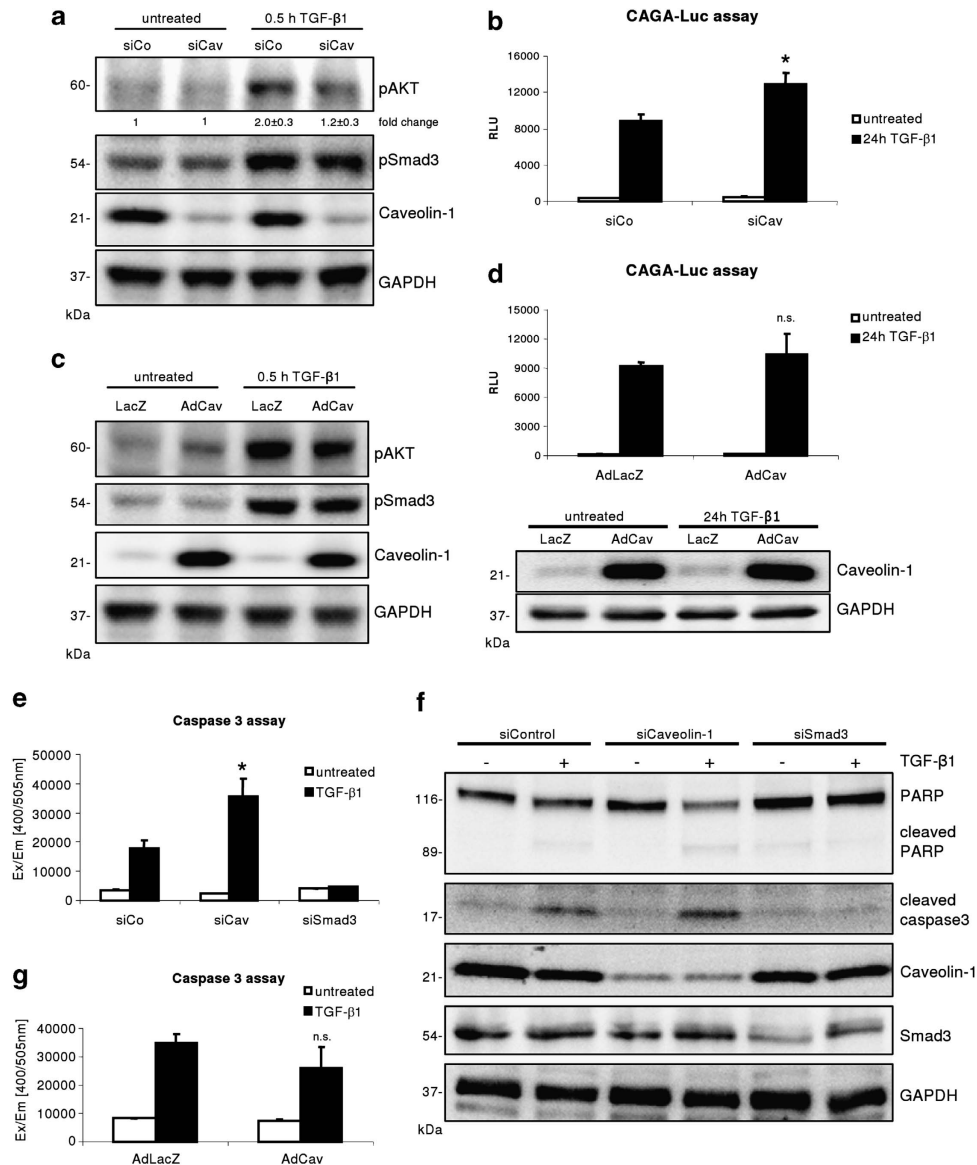 a
untreated 0.5 h TGF-β1
siCo siCav siCo siCav
60- pAKT
1 1 2.0±0.3 1.2±0.3 fold change
54- pSmad3
21- Caveolin-1
37- GAPDH
kDa
b
CAGA-Luc assay
RLU
16000
12000
8000
4000
0
*
siCo siCav
untreated
24h TGF-β1
c
untreated 0.5 h TGF-β1
LacZ AdCav LacZ AdCav
60- pAKT
54- pSmad3
21- Caveolin-1
37- GAPDH
kDa
d
CAGA-Luc assay
RLU
15000
12000
9000
6000
3000
0
n.s.
AdLacZ AdCav
untreated
24h TGF-β1
untreated 24h TGF-β1
LacZ AdCav LacZ AdCav
21- Caveolin-1
37- GAPDH
kDa
e
Caspase 3 assay
Ex/Em [400/505nm]
50000
40000
30000
20000
10000
0
*
siCo siCav siSmad3
untreated
TGF-β1
f
siControl siCaveolin-1 siSmad3
- + - + - + TGF-β1
116- PARP
89- cleaved
PARP
17- cleaved
caspase3
21- Caveolin-1
54- Smad3
37- GAPDH
kDa
g
Caspase 3 assay
Ex/Em [400/505nm]
40000
30000
20000
10000
0
n.s.
AdLacZ AdCav
untreated
TGF-β1